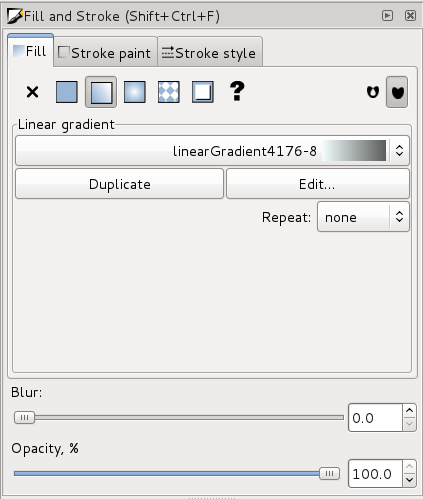 Fill and Stroke (Shift+Ctrl+F)
Fill Stroke paint Stroke style
?
Linear gradient
linearGradient4176-8
Duplicate Edit...
Repeat: none
Blur:
0.0
Opacity, %
100.0